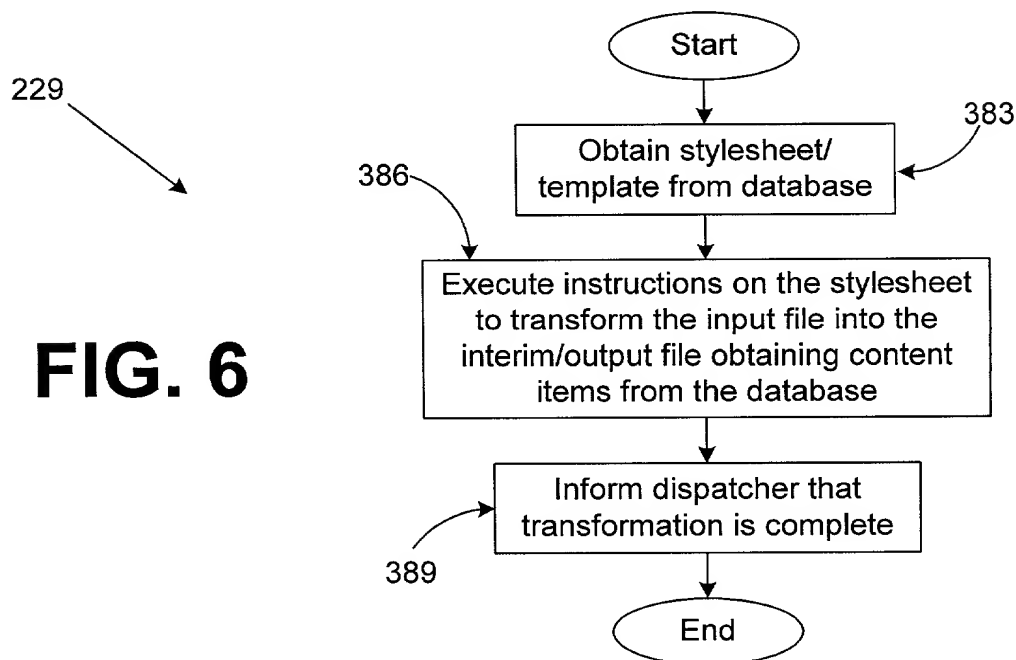 Start
229
383
Obtain stylesheet/
template from database
386
Execute instructions on the stylesheet
to transform the input file into the
interim/output file obtaining content
items from the database
FIG. 6
Inform dispatcher that
transformation is complete
389
End